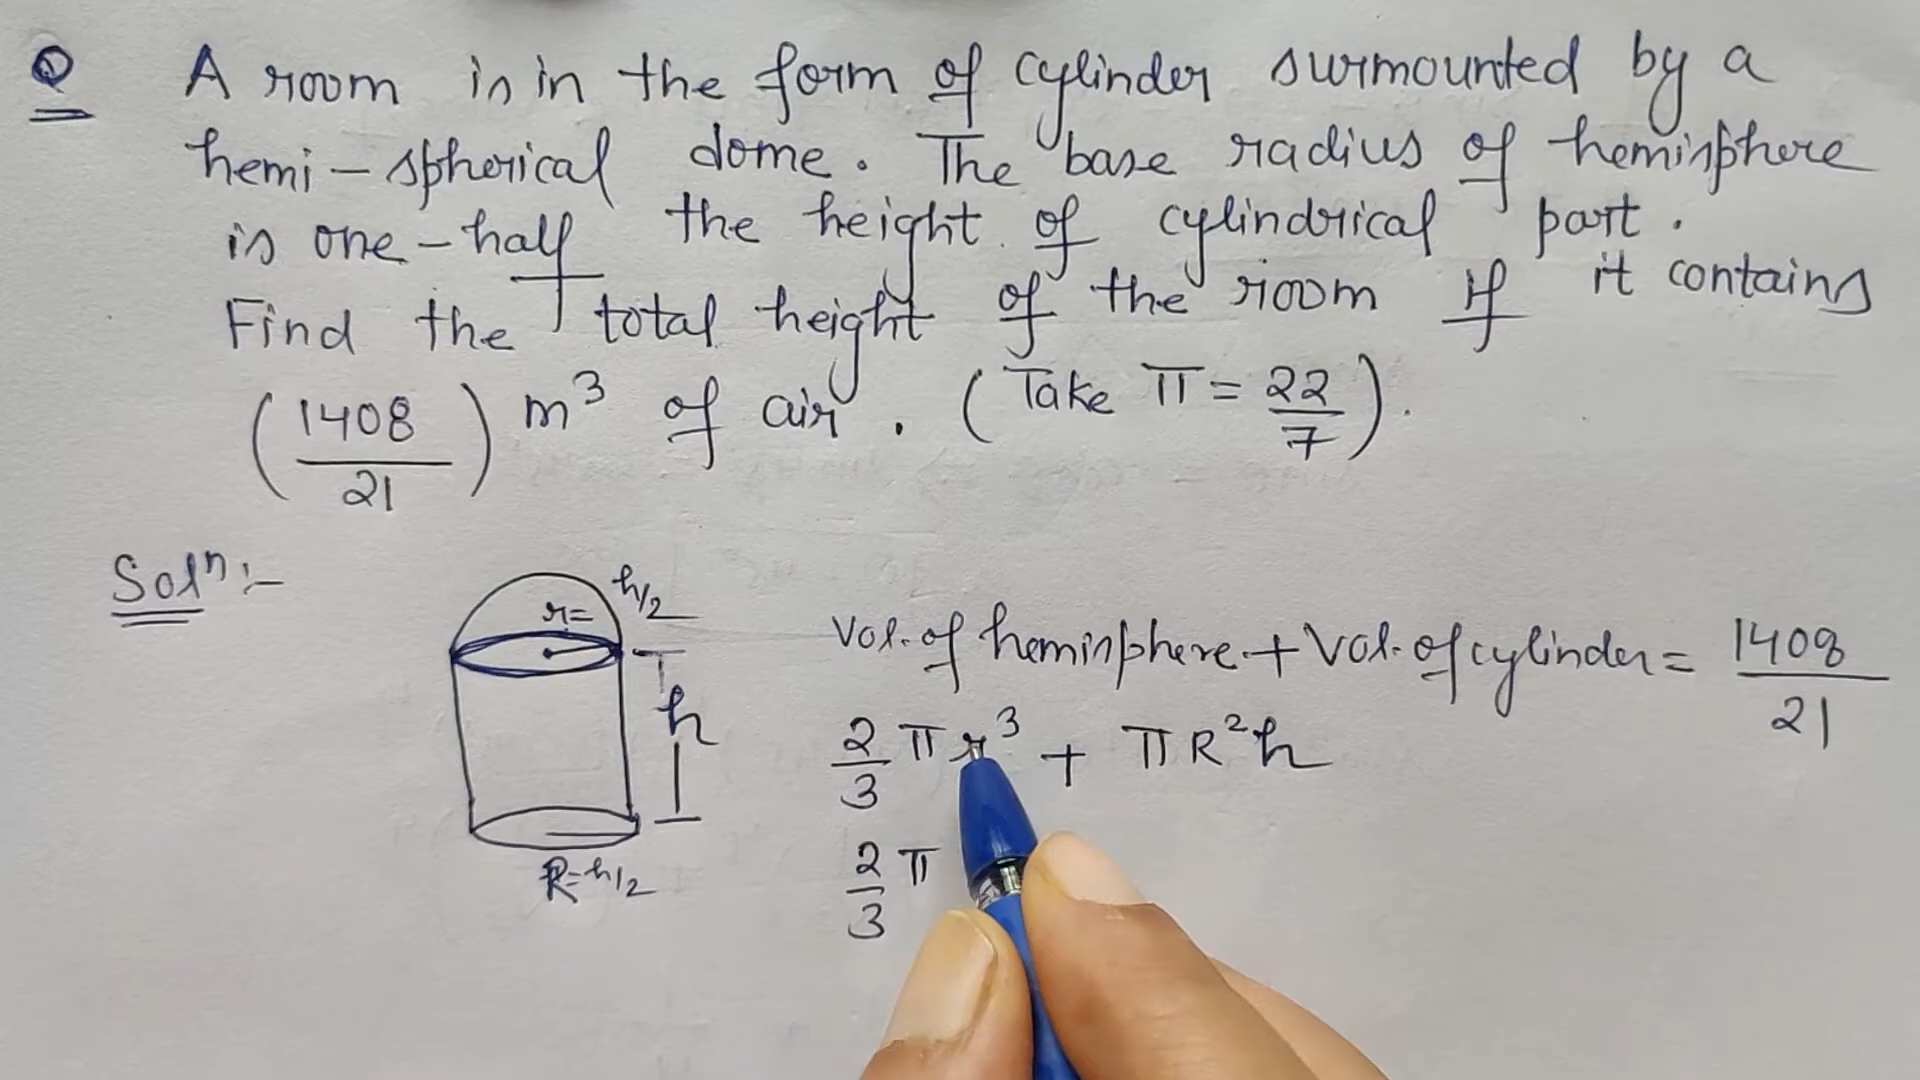 Q A room is in the form of cylinder surmounted by a
hemi-spherical dome. The base radius of hemisphere
is one-half the height of cylindrical part.
Find the total height of the room if it contains
(1408/21) m³ of air. (Take π = 22/7).
Solⁿ:-
r= h/2
h
R=h/2
Vol. of hemisphere + Vol. of cylinder = 1408/21
2/3 π r³ + π R² h
2/3 π